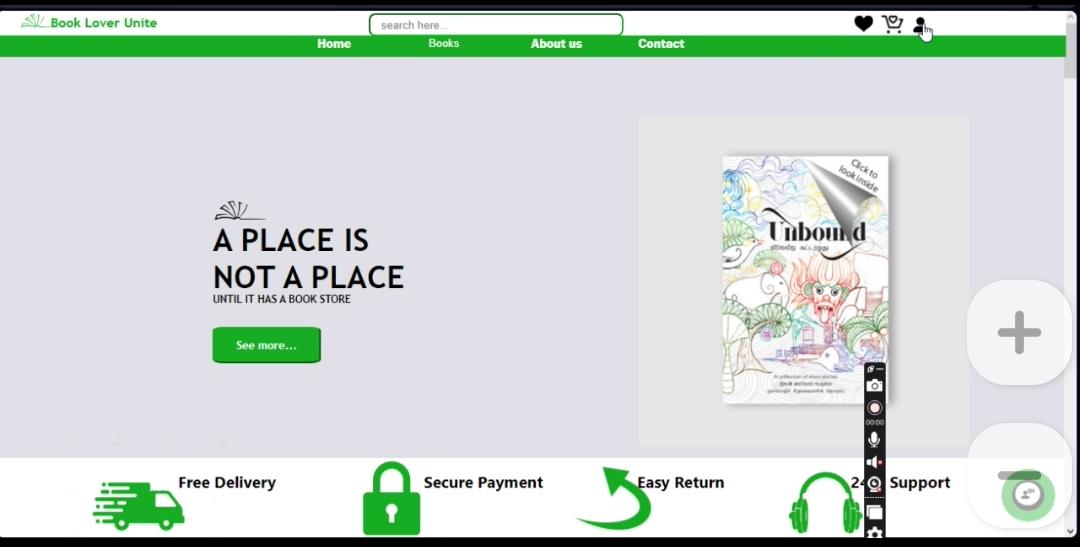 Book Lover Unite
search here...
Home Books About us Contact
Click to
look inside
Unbound
A PLACE IS
NOT A PLACE
UNTIL IT HAS A BOOK STORE
See more...
A collection of short stories
00:00
Free Delivery Secure Payment Easy Return Support